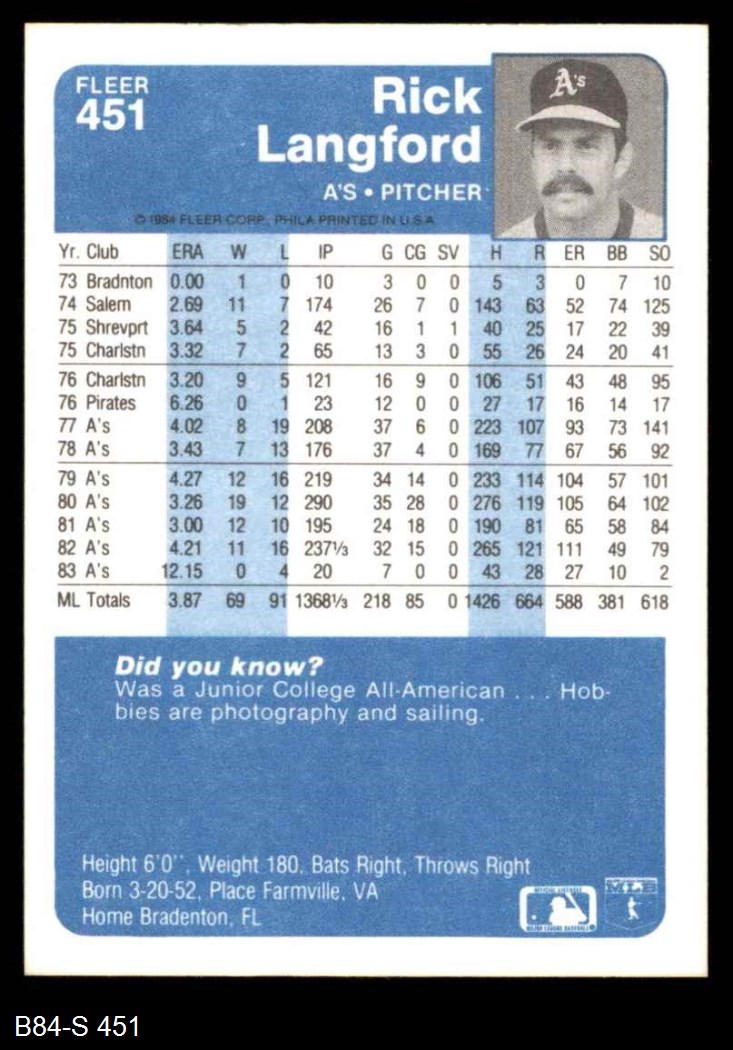 FLEER
451
Rick
Langford
A'S • PITCHER
A's
© 1984 FLEER CORP., PHILA PRINTED IN U.S.A.
Yr. Club ERA W L IP G CG SV H R ER BB SO
73 Bradnton 0.00 1 0 10 3 0 0 5 3 0 7 10
74 Salem 2.69 11 7 174 26 7 0 143 63 52 74 125
75 Shrevprt 3.64 5 2 42 16 1 1 40 25 17 22 39
75 Charlstn 3.32 7 2 65 13 3 0 55 26 24 20 41
76 Charlstn 3.20 9 5 121 16 9 0 106 51 43 48 95
76 Pirates 6.26 0 1 23 12 0 0 27 17 16 14 17
77 A's 4.02 8 19 208 37 6 0 223 107 93 73 141
78 A's 3.43 7 13 176 37 4 0 169 77 67 56 92
79 A's 4.27 12 16 219 34 14 0 233 114 104 57 101
80 A's 3.26 19 12 290 35 28 0 276 119 105 64 102
81 A's 3.00 12 10 195 24 18 0 190 81 65 58 84
82 A's 4.21 11 16 237⅓ 32 15 0 265 121 111 49 79
83 A's 12.15 0 4 20 7 0 0 43 28 27 10 2
ML Totals 3.87 69 91 1368⅓ 218 85 0 1426 664 588 381 618
Did you know?
Was a Junior College All-American . . . Hob-
bies are photography and sailing.
Height 6'0'', Weight 180, Bats Right, Throws Right
Born 3-20-52, Place Farmville, VA
Home Bradenton, FL
MAJOR LEAGUE BASEBALL
B84-S 451